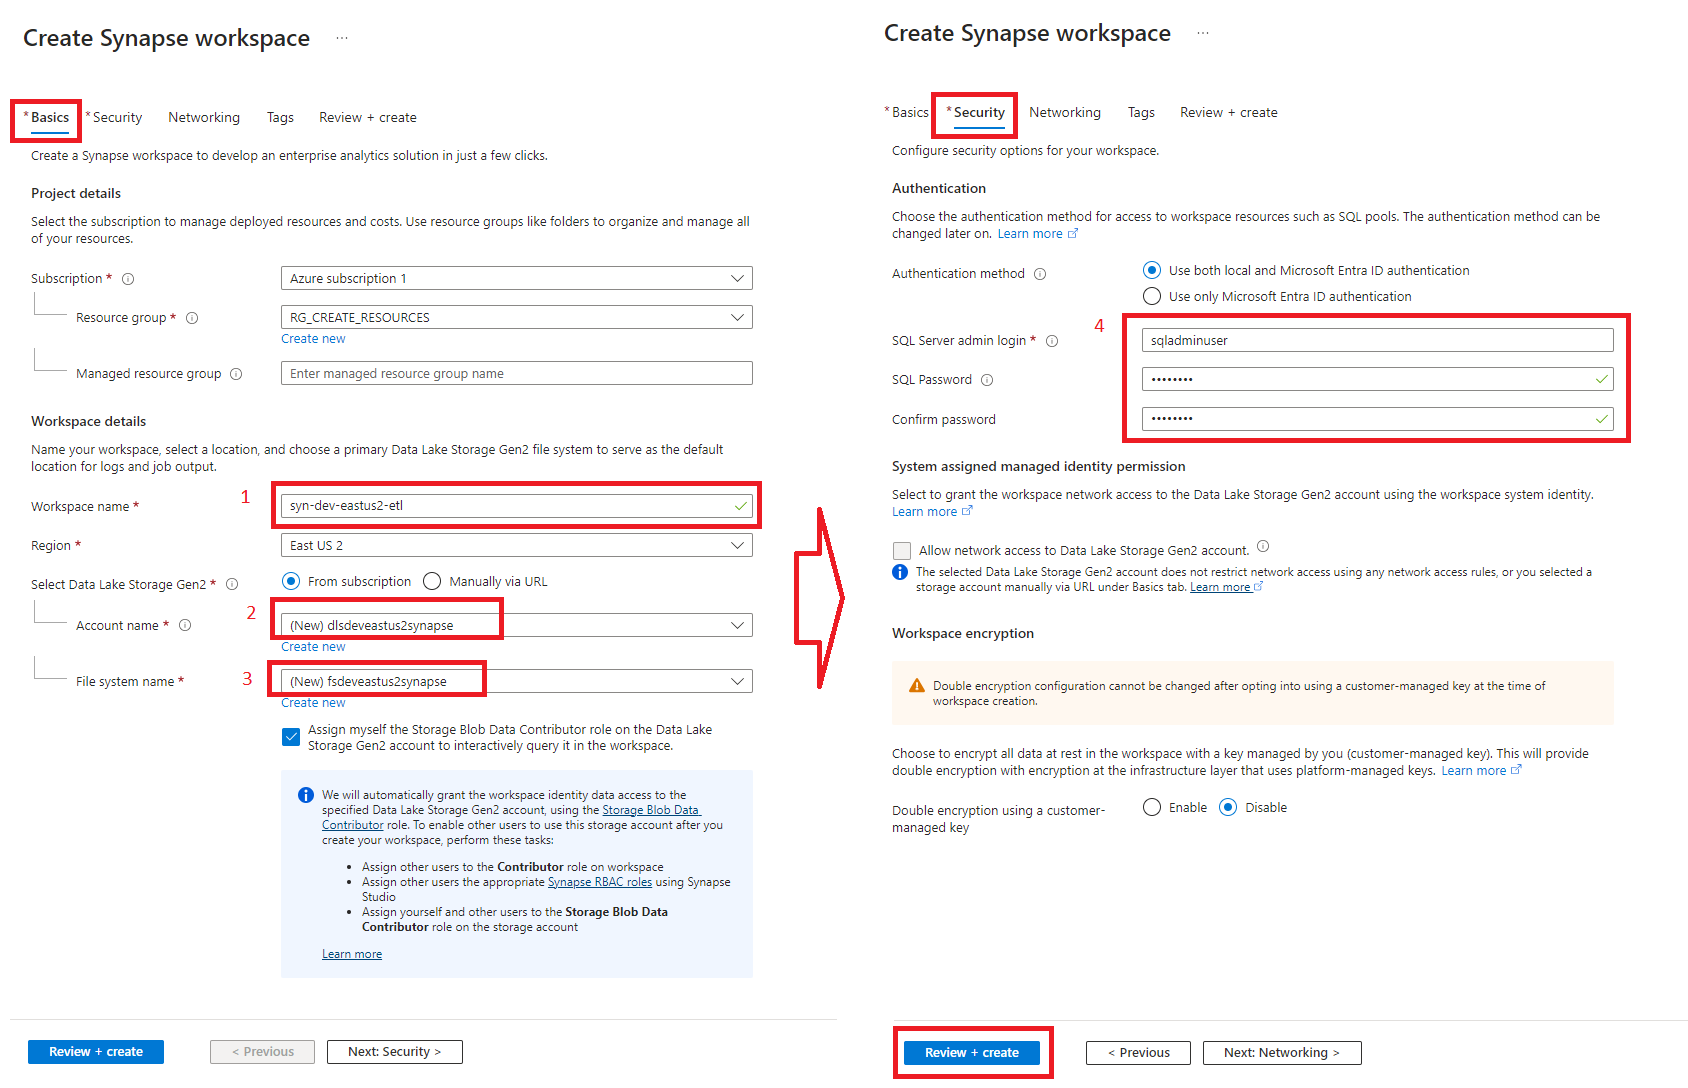 Create Synapse workspace ...
* Basics * Security Networking Tags Review + create
Create a Synapse workspace to develop an enterprise analytics solution in just a few clicks.
Project details
Select the subscription to manage deployed resources and costs. Use resource groups like folders to organize and manage all
of your resources.
Subscription * Azure subscription 1
Resource group * RG_CREATE_RESOURCES
Create new
Managed resource group Enter managed resource group name
Workspace details
Name your workspace, select a location, and choose a primary Data Lake Storage Gen2 file system to serve as the default
location for logs and job output.
1
Workspace name * syn-dev-eastus2-etl
Region * East US 2
Select Data Lake Storage Gen2 * From subscription Manually via URL
2
Account name * (New) dlsdeveastus2synapse
Create new
3
File system name * (New) fsdeveastus2synapse
Create new
Assign myself the Storage Blob Data Contributor role on the Data Lake
Storage Gen2 account to interactively query it in the workspace.
We will automatically grant the workspace identity data access to the
specified Data Lake Storage Gen2 account, using the Storage Blob Data
Contributor role. To enable other users to use this storage account after you
create your workspace, perform these tasks:
• Assign other users to the Contributor role on workspace
• Assign other users the appropriate Synapse RBAC roles using Synapse
Studio
• Assign yourself and other users to the Storage Blob Data
Contributor role on the storage account
Learn more
Review + create < Previous Next: Security >
Create Synapse workspace ...
* Basics * Security Networking Tags Review + create
Configure security options for your workspace.
Authentication
Choose the authentication method for access to workspace resources such as SQL pools. The authentication method can be
changed later on. Learn more
Authentication method Use both local and Microsoft Entra ID authentication
Use only Microsoft Entra ID authentication
4
SQL Server admin login * sqladminuser
SQL Password ••••••••
Confirm password ••••••••
System assigned managed identity permission
Select to grant the workspace network access to the Data Lake Storage Gen2 account using the workspace system identity.
Learn more
Allow network access to Data Lake Storage Gen2 account.
The selected Data Lake Storage Gen2 account does not restrict network access using any network access rules, or you selected a
storage account manually via URL under Basics tab. Learn more
Workspace encryption
Double encryption configuration cannot be changed after opting into using a customer-managed key at the time of
workspace creation.
Choose to encrypt all data at rest in the workspace with a key managed by you (customer-managed key). This will provide
double encryption with encryption at the infrastructure layer that uses platform-managed keys. Learn more
Double encryption using a customer- Enable Disable
managed key
Review + create < Previous Next: Networking >